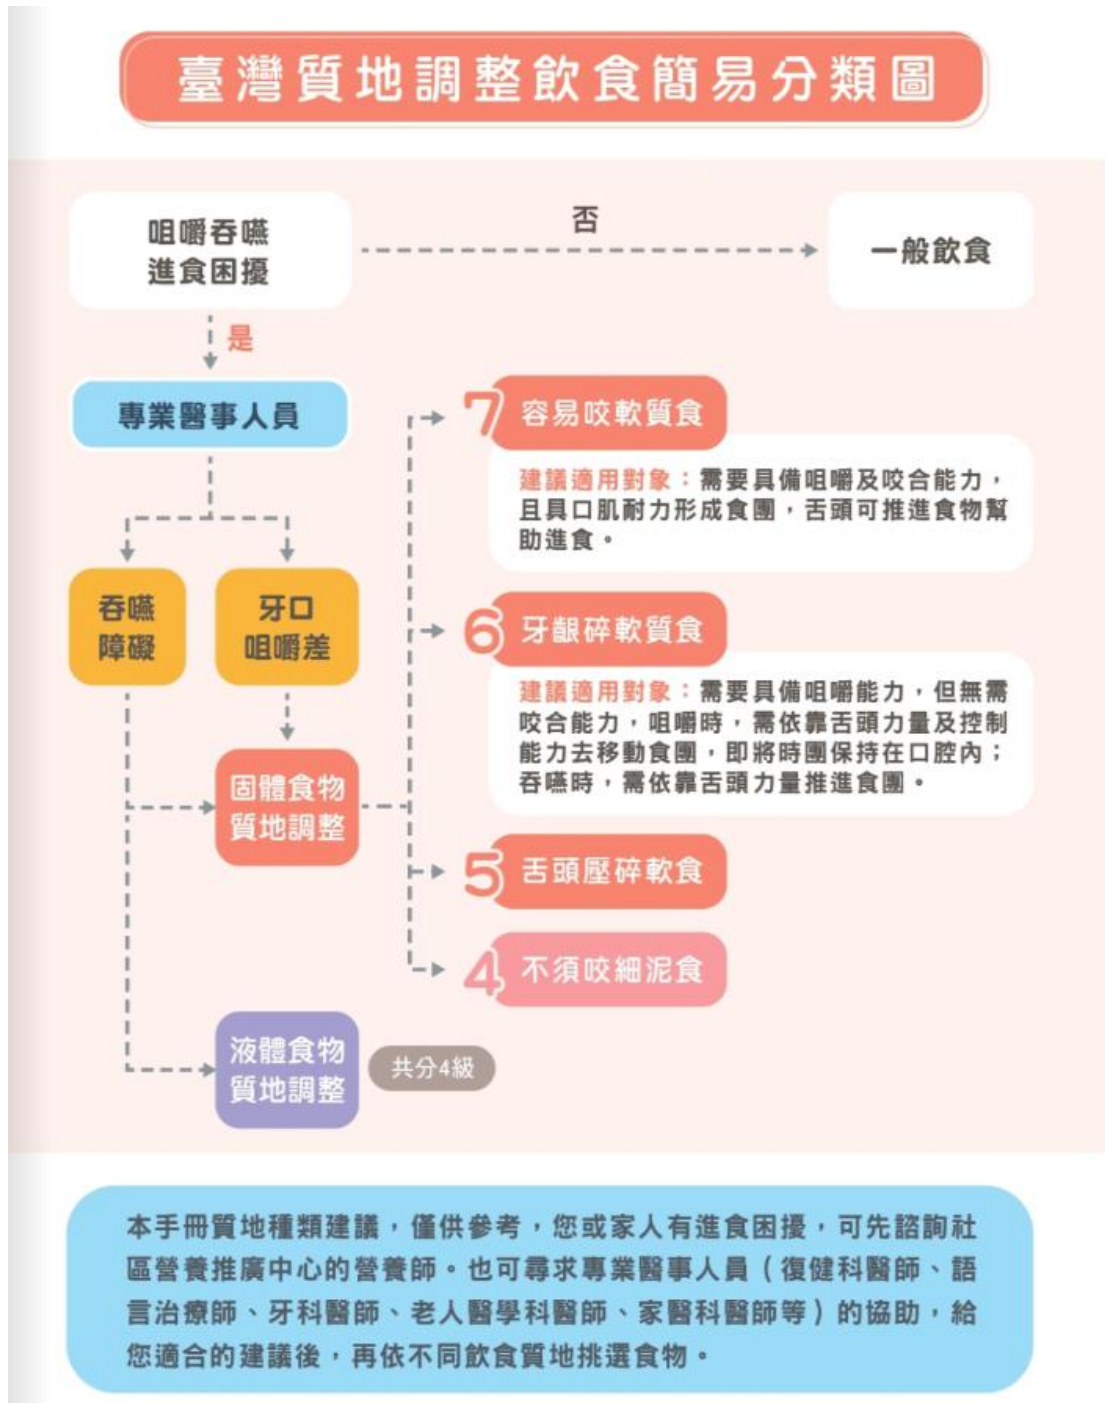 臺灣質地調整飲食簡易分類圖
咀嚼吞嚥
進食困擾
否
一般飲食
是
專業醫事人員
吞嚥
障礙
牙口
咀嚼差
固體食物
質地調整
7 容易咬軟質食
建議適用對象：需要具備咀嚼及咬合能力，
且具口肌耐力形成食團，舌頭可推進食物幫
助進食。
6 牙齦碎軟質食
建議適用對象：需要具備咀嚼能力，但無需
咬合能力，咀嚼時，需依靠舌頭力量及控制
能力去移動食團，即將時團保持在口腔內；
吞嚥時，需依靠舌頭力量推進食團。
5 舌頭壓碎軟食
4 不須咬細泥食
液體食物
質地調整
共分4級
本手冊質地種類建議，僅供參考，您或家人有進食困擾，可先諮詢社
區營養推廣中心的營養師。也可尋求專業醫事人員（復健科醫師、語
言治療師、牙科醫師、老人醫學科醫師、家醫科醫師等）的協助，給
您適合的建議後，再依不同飲食質地挑選食物。